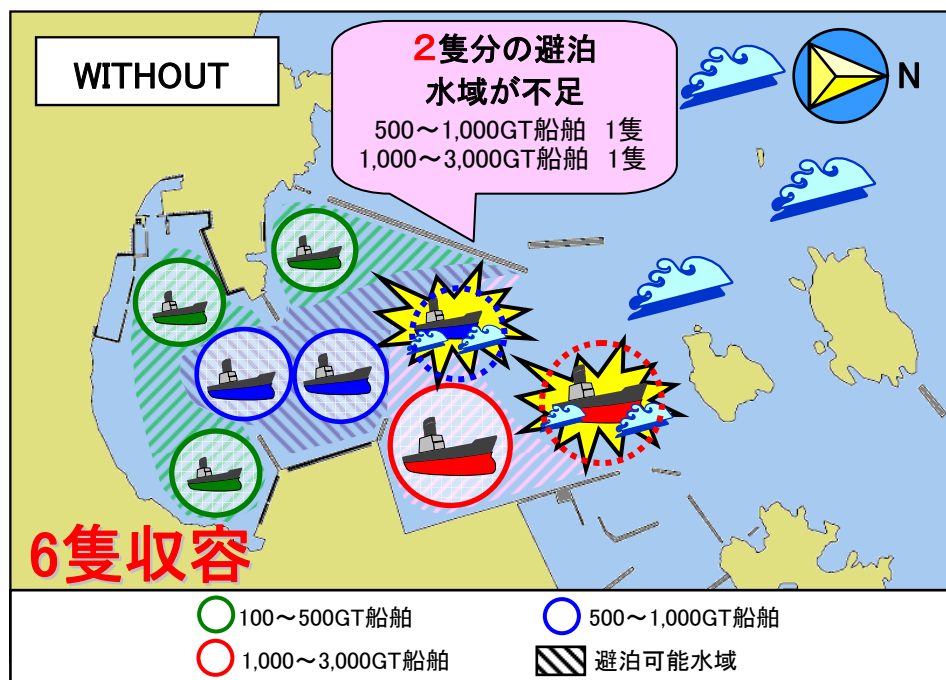 WITHOUT
2隻分の避泊
水域が不足
500～1,000GT船舶 1隻
1,000～3,000GT船舶 1隻
N
6隻収容
100～500GT船舶
500～1,000GT船舶
1,000～3,000GT船舶
避泊可能水域